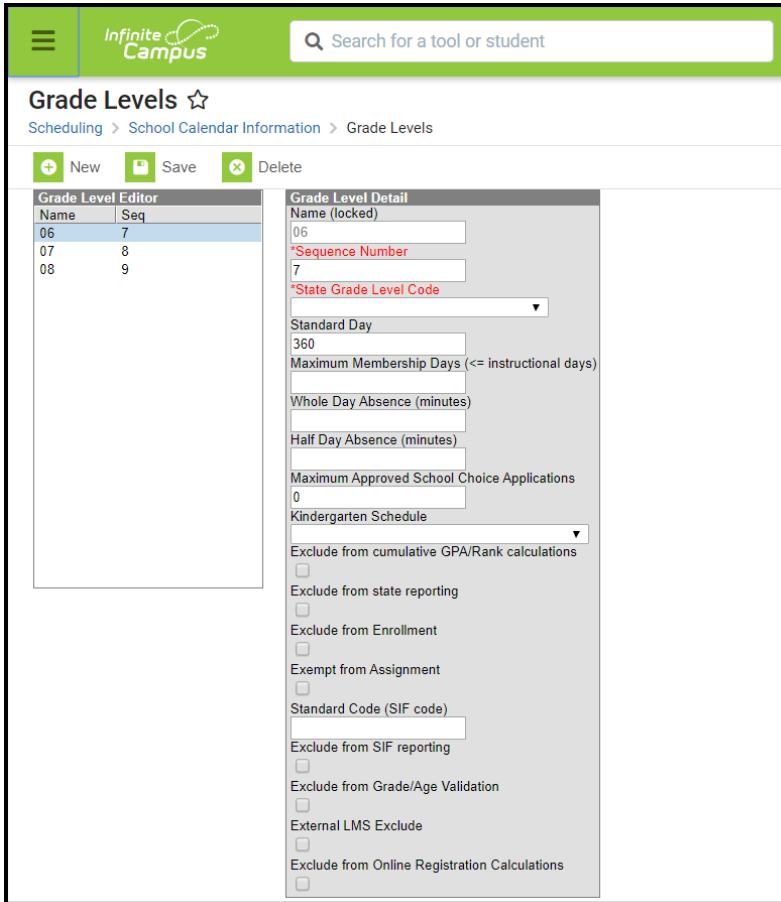 Infinite Campus
Search for a tool or student
Grade Levels
Scheduling > School Calendar Information > Grade Levels
New Save Delete
Grade Level Editor
Name Seq
06 7
07 8
08 9
Grade Level Detail
Name (locked)
06
*Sequence Number
7
*State Grade Level Code
Standard Day
360
Maximum Membership Days (<= instructional days)
Whole Day Absence (minutes)
Half Day Absence (minutes)
Maximum Approved School Choice Applications
0
Kindergarten Schedule
Exclude from cumulative GPA/Rank calculations
Exclude from state reporting
Exclude from Enrollment
Exempt from Assignment
Standard Code (SIF code)
Exclude from SIF reporting
Exclude from Grade/Age Validation
External LMS Exclude
Exclude from Online Registration Calculations